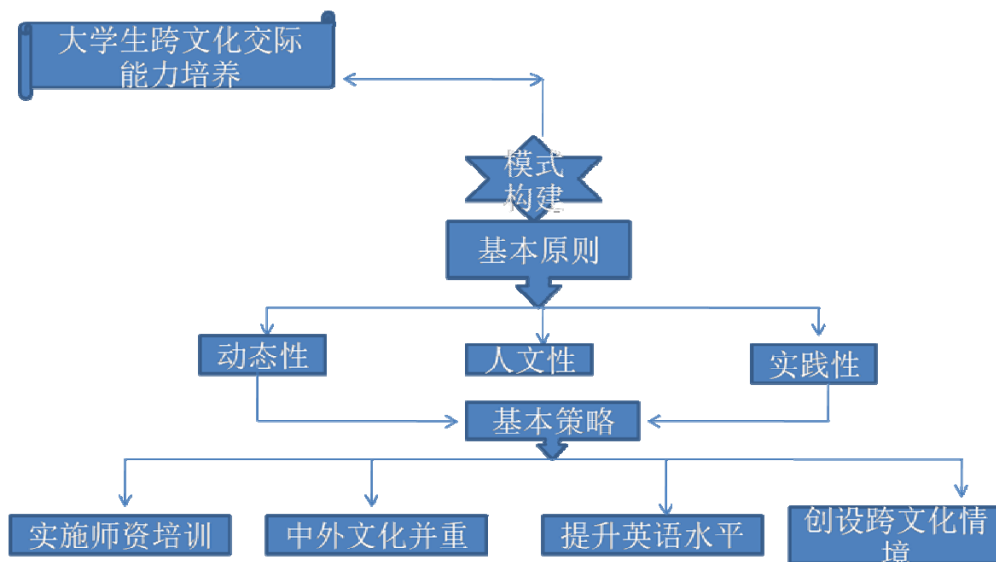 大学生跨文化交际
能力培养
模式
构建
基本原则
动态性
人文性
实践性
基本策略
实施师资培训
中外文化并重
提升英语水平
创设跨文化情
境